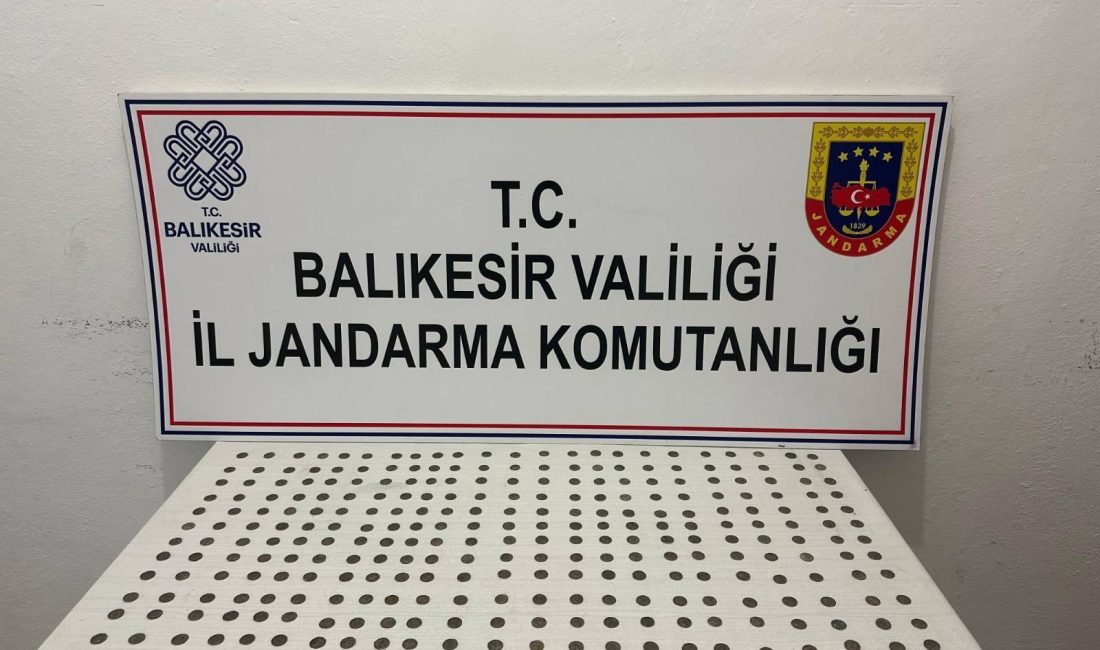 T.C.
BALIKESİR
VALİLİĞİ
T.C.
BALIKESİR VALİLİĞİ
İL JANDARMA KOMUTANLIĞI
1839
JANDARMA